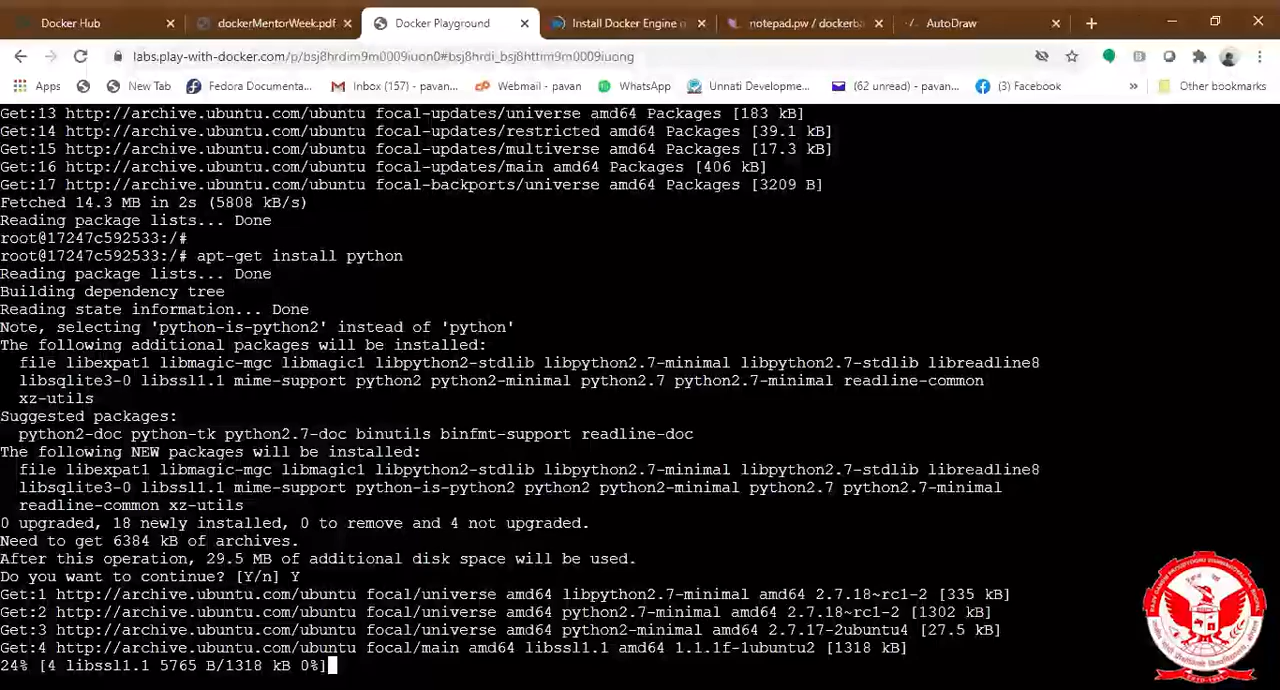 Docker Hub
dockerMentorWeek.pdf
Docker Playground
Install Docker Engine
notepad.pw / dockerba
AutoDraw
labs.play-with-docker.com/p/bsj8hrdim9m0009iuon0#bsj8hrdi_bsj8httim9m0009iuong
Apps
New Tab
Fedora Documenta...
Inbox (157) - pavan...
Webmail - pavan
WhatsApp
Unnati Developme...
(62 unread) - pavan...
(3) Facebook
»
Other bookmarks
Get:13 http://archive.ubuntu.com/ubuntu focal-updates/universe amd64 Packages [183 kB]
Get:14 http://archive.ubuntu.com/ubuntu focal-updates/restricted amd64 Packages [39.1 kB]
Get:15 http://archive.ubuntu.com/ubuntu focal-updates/multiverse amd64 Packages [17.3 kB]
Get:16 http://archive.ubuntu.com/ubuntu focal-updates/main amd64 Packages [406 kB]
Get:17 http://archive.ubuntu.com/ubuntu focal-backports/universe amd64 Packages [3209 B]
Fetched 14.3 MB in 2s (5808 kB/s)
Reading package lists... Done
root@17247c592533:/#
root@17247c592533:/# apt-get install python
Reading package lists... Done
Building dependency tree
Reading state information... Done
Note, selecting 'python-is-python2' instead of 'python'
The following additional packages will be installed:
file libexpat1 libmagic-mgc libmagic1 libpython2-stdlib libpython2.7-minimal libpython2.7-stdlib libreadline8
libsqlite3-0 libssl1.1 mime-support python2 python2-minimal python2.7 python2.7-minimal readline-common
xz-utils
Suggested packages:
python2-doc python-tk python2.7-doc binutils binfmt-support readline-doc
The following NEW packages will be installed:
file libexpat1 libmagic-mgc libmagic1 libpython2-stdlib libpython2.7-minimal libpython2.7-stdlib libreadline8
libsqlite3-0 libssl1.1 mime-support python-is-python2 python2 python2-minimal python2.7 python2.7-minimal
readline-common xz-utils
0 upgraded, 18 newly installed, 0 to remove and 4 not upgraded.
Need to get 6384 kB of archives.
After this operation, 29.5 MB of additional disk space will be used.
Do you want to continue? [Y/n] Y
Get:1 http://archive.ubuntu.com/ubuntu focal/universe amd64 libpython2.7-minimal amd64 2.7.18~rc1-2 [335 kB]
Get:2 http://archive.ubuntu.com/ubuntu focal/universe amd64 python2.7-minimal amd64 2.7.18~rc1-2 [1302 kB]
Get:3 http://archive.ubuntu.com/ubuntu focal/universe amd64 python2-minimal amd64 2.7.17-2ubuntu4 [27.5 kB]
Get:4 http://archive.ubuntu.com/ubuntu focal/main amd64 libssl1.1 amd64 1.1.1f-1ubuntu2 [1318 kB]
24% [4 libssl1.1 5765 B/1318 kB 0%]